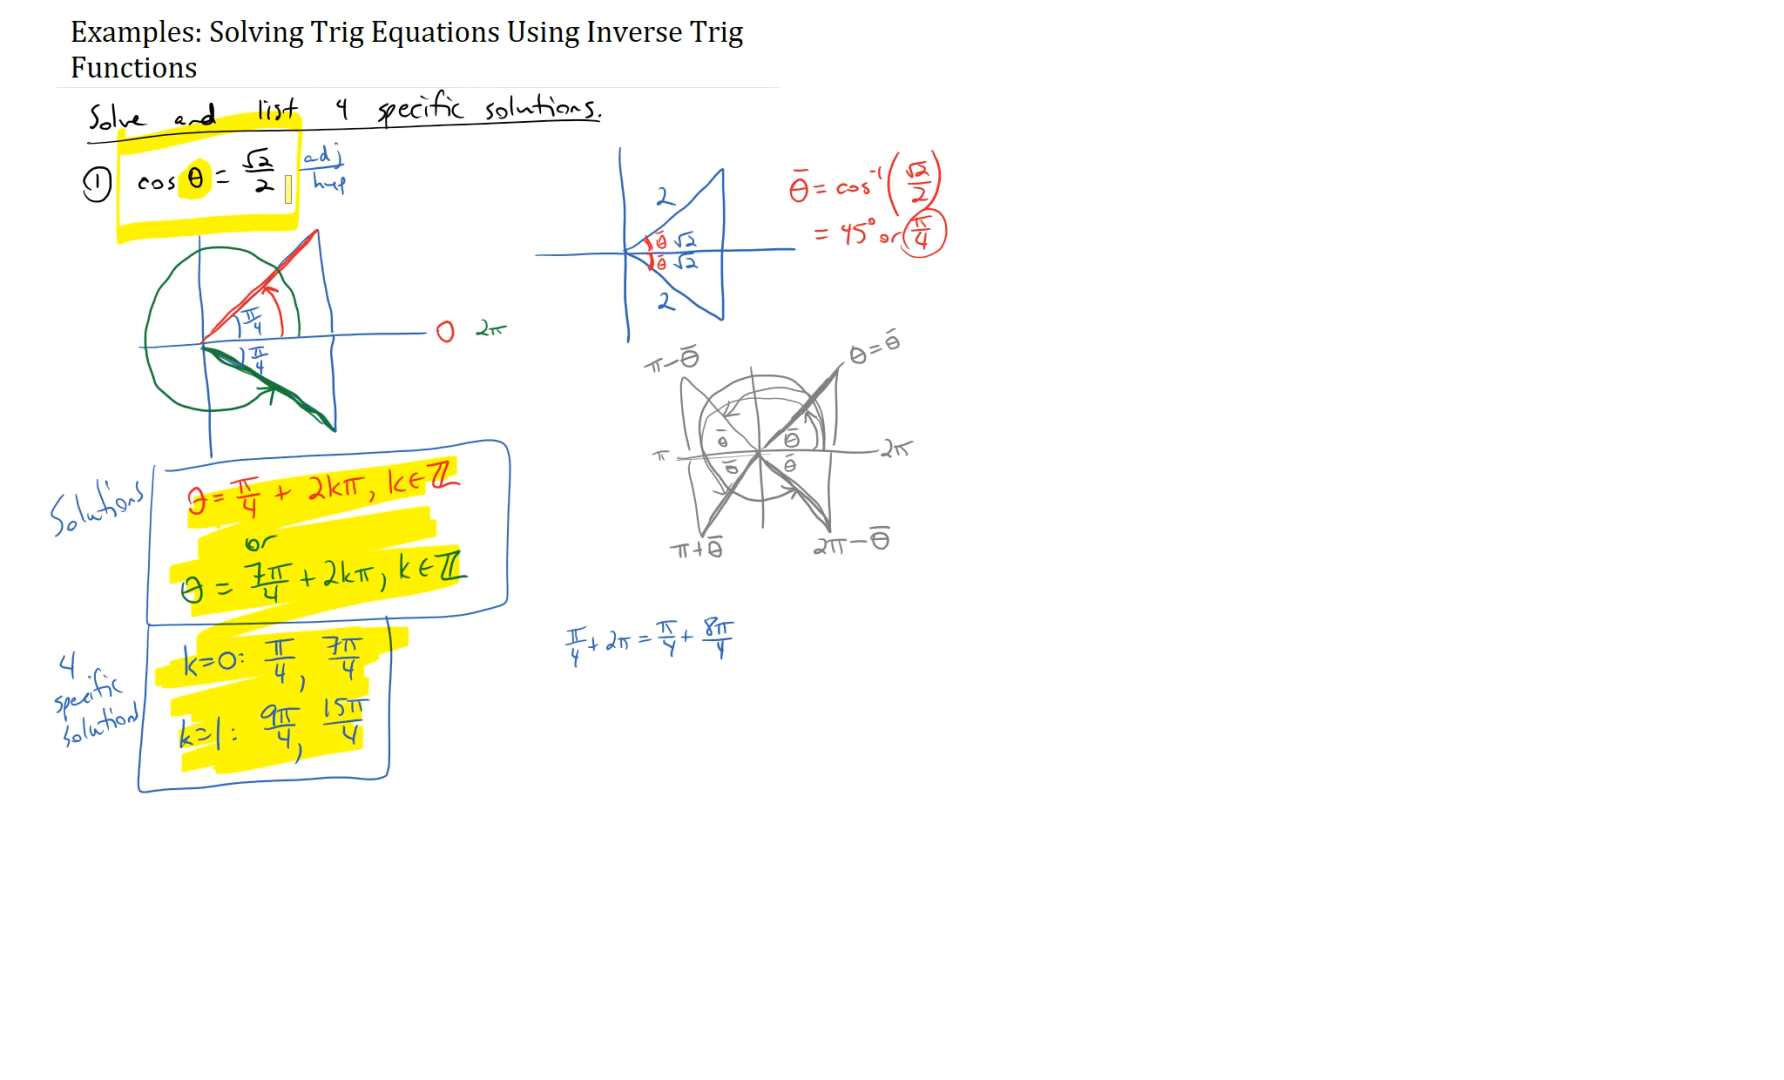 Examples: Solving Trig Equations Using Inverse Trig
Functions
Solve and list 4 specific solutions.
① cos θ = √2/2 adj/hyp
π/4
π/4
0 2π
2
θ̄ √2
θ̄ √2
2
θ̄ = cos⁻¹(√2/2)
= 45° or π/4
π-θ̄
θ=θ̄
θ̄ θ̄
π 2π
θ̄ θ̄
π+θ̄
2π-θ̄
Solutions
θ = π/4 + 2kπ, k∈ℤ
or
θ = 7π/4 + 2kπ, k∈ℤ
π/4 + 2π = π/4 + 8π/4
4
specific
solutions
k=0: π/4, 7π/4
k=1: 9π/4, 15π/4